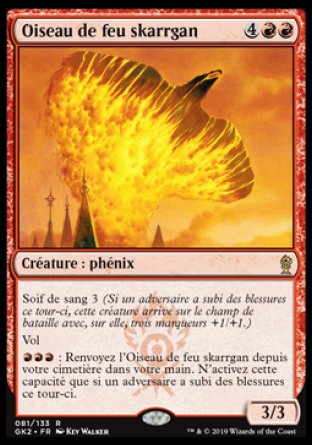 Oiseau de feu skarrgan 4
Créature : phénix
Soif de sang 3 (Si un adversaire a subi des blessures
ce tour-ci, cette créature arrive sur le champ de
bataille avec, sur elle, trois marqueurs +1/+1.)
Vol
: Renvoyez l'Oiseau de feu skarrgan depuis
votre cimetière dans votre main. N'activez cette
capacité que si un adversaire a subi des blessures
ce tour-ci.
3/3
081/133 R
GK2 • FR Key Walker
™ & © 2019 Wizards of the Coast